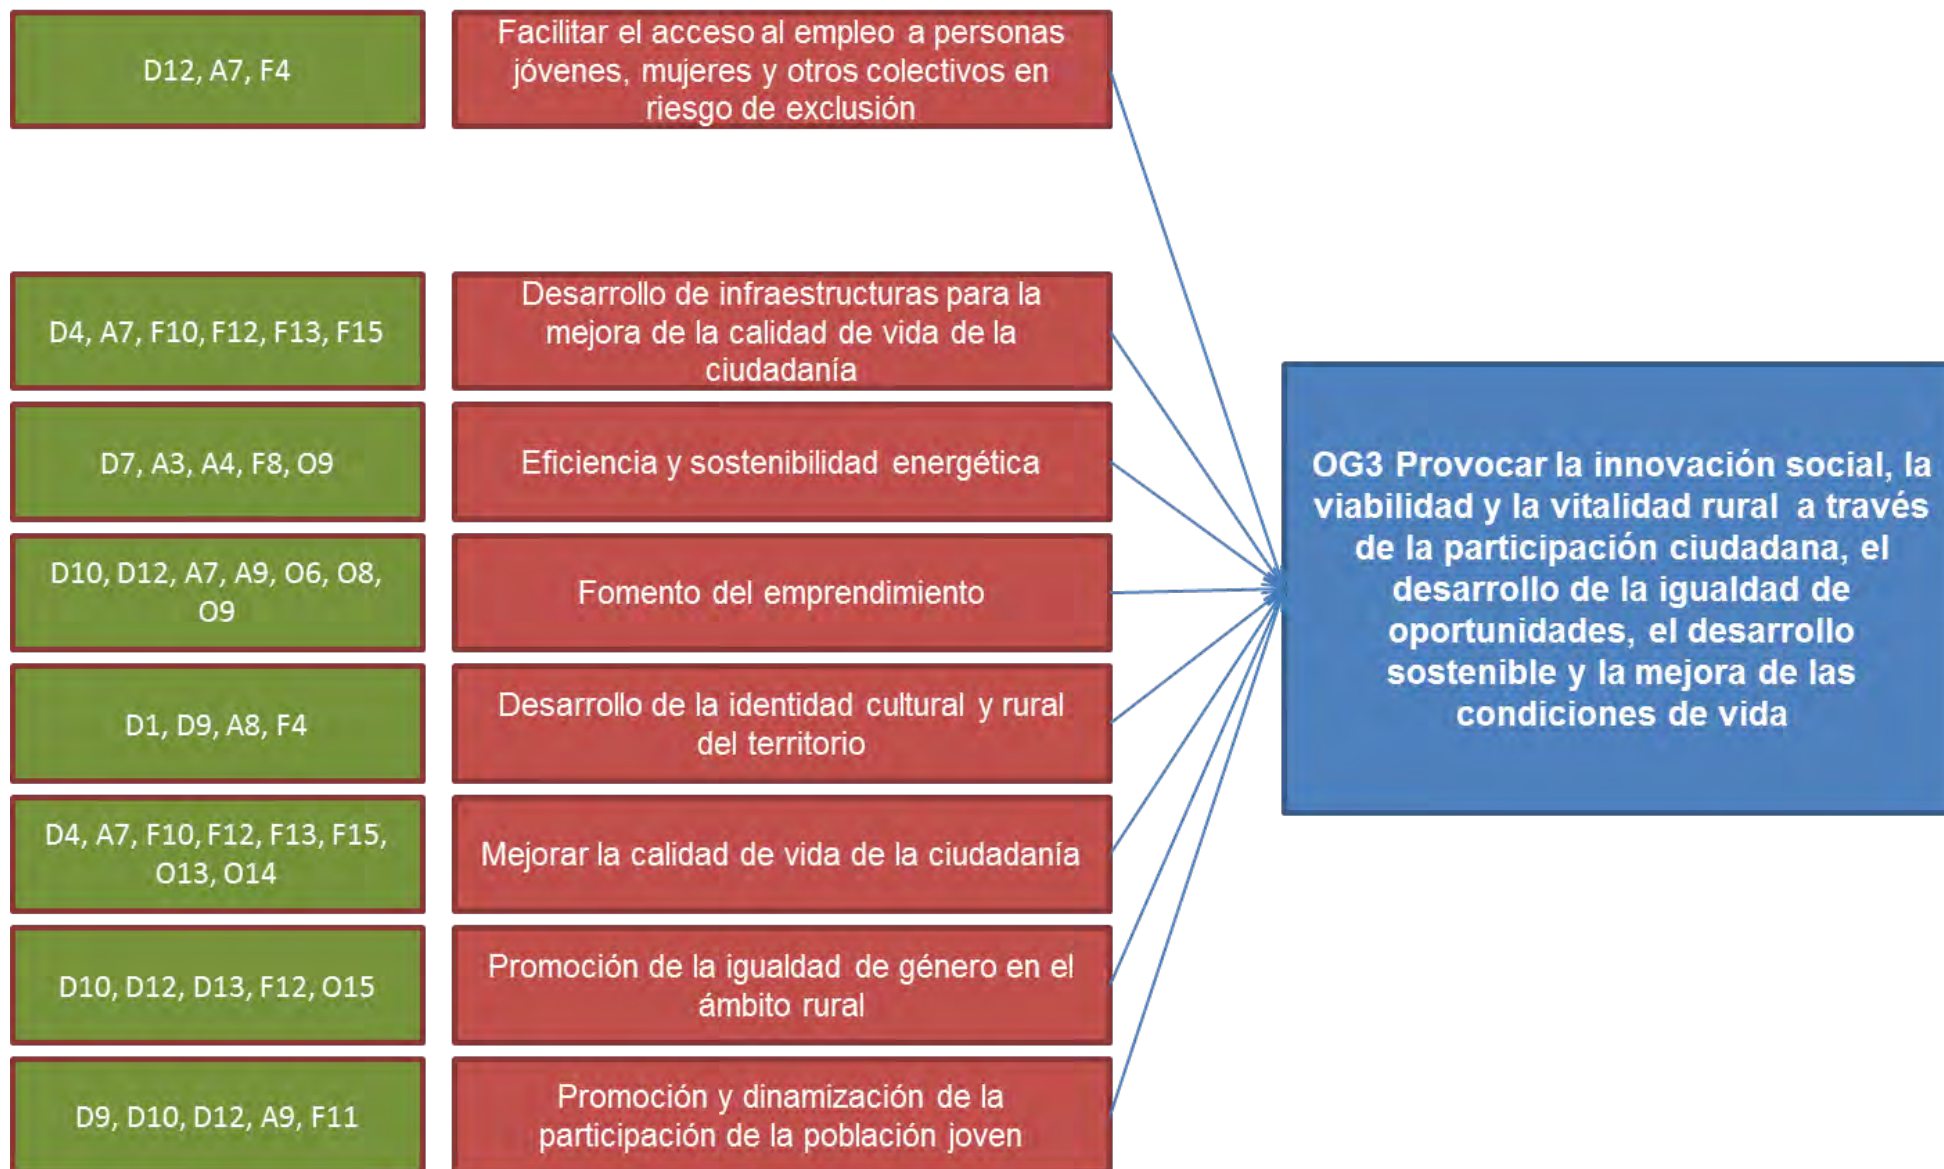 D12, A7, F4
Facilitar el acceso al empleo a personas
jóvenes, mujeres y otros colectivos en
riesgo de exclusión
D4, A7, F10, F12, F13, F15
Desarrollo de infraestructuras para la
mejora de la calidad de vida de la
ciudadanía
D7, A3, A4, F8, O9
Eficiencia y sostenibilidad energética
D10, D12, A7, A9, O6, O8,
O9
Fomento del emprendimiento
D1, D9, A8, F4
Desarrollo de la identidad cultural y rural
del territorio
D4, A7, F10, F12, F13, F15,
O13, O14
Mejorar la calidad de vida de la ciudadanía
D10, D12, D13, F12, O15
Promoción de la igualdad de género en el
ámbito rural
D9, D10, D12, A9, F11
Promoción y dinamización de la
participación de la población joven
OG3 Provocar la innovación social, la
viabilidad y la vitalidad rural a través
de la participación ciudadana, el
desarrollo de la igualdad de
oportunidades, el desarrollo
sostenible y la mejora de las
condiciones de vida